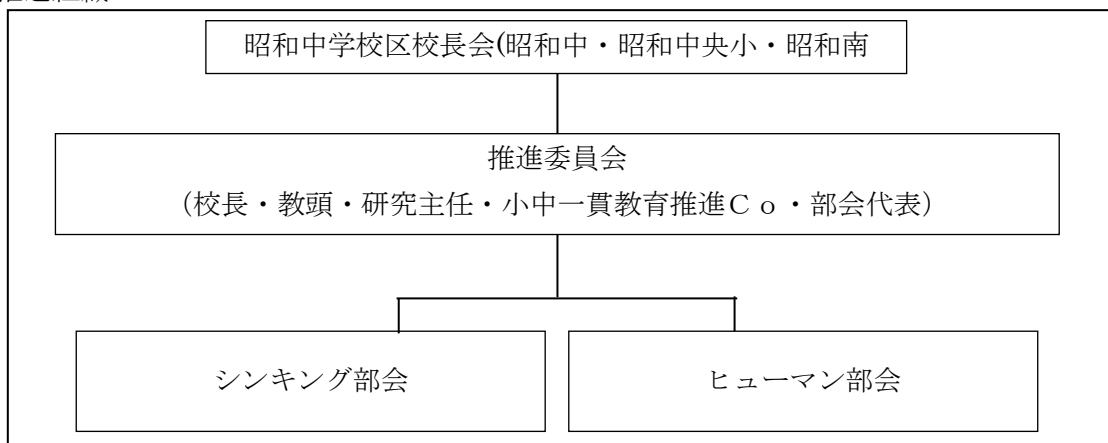 昭和中学校区校長会(昭和中・昭和中央小・昭和南
推進委員会
（校長・教頭・研究主任・小中一貫教育推進Ｃｏ・部会代表）
シンキング部会
ヒューマン部会